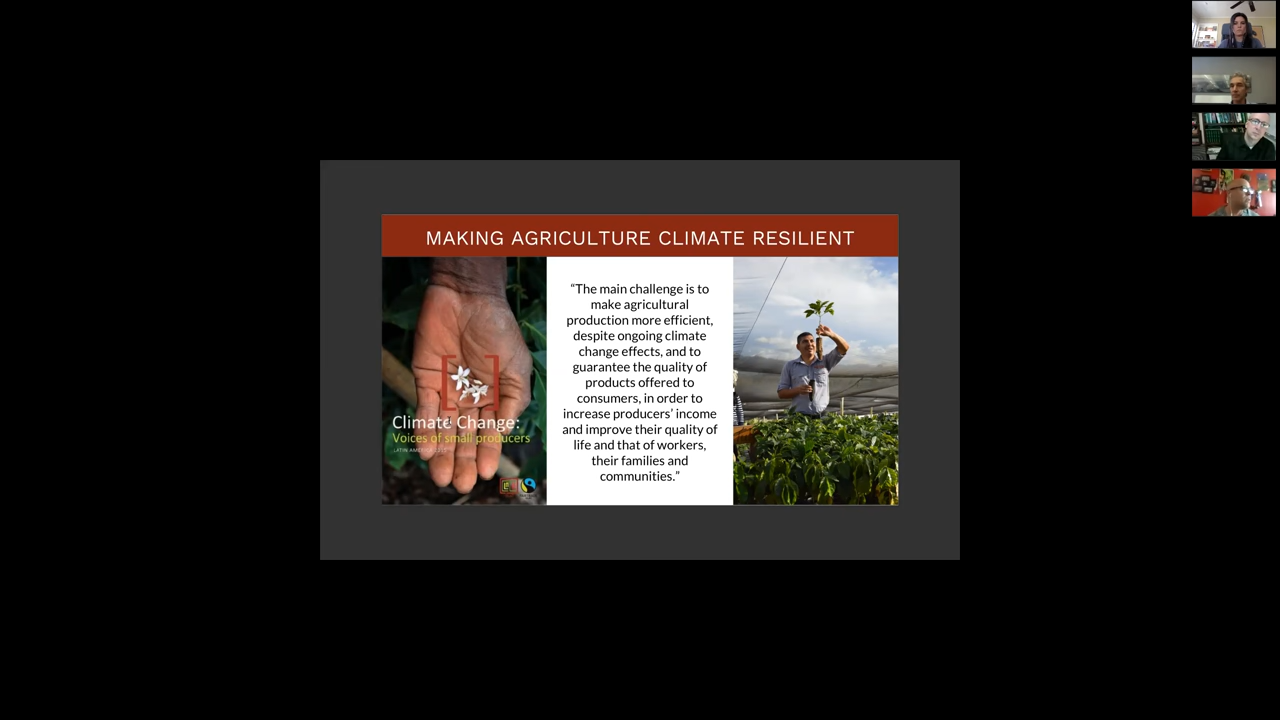 MAKING AGRICULTURE CLIMATE RESILIENT
Climate Change:
Voices of small producers
“The main challenge is to
make agricultural
production more efficient,
despite ongoing climate
change effects, and to
guarantee the quality of
products offered to
consumers, in order to
increase producers’ income
and improve their quality of
life and that of workers,
their families and
communities.”